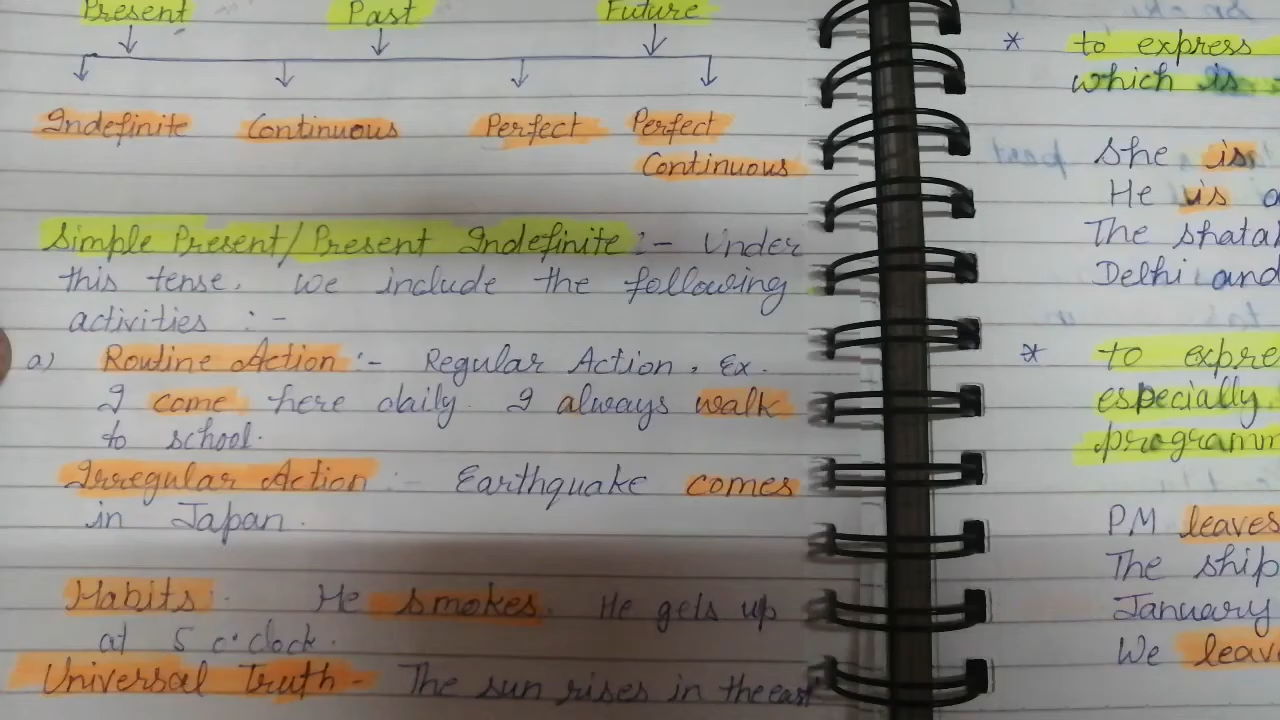 Present Past Future
Indefinite Continuous Perfect Perfect
Continuous
Simple Present/Present Indefinite :- Under
this tense. we include the following
activities :-
a) Routine Action :- Regular Action. Ex.
I come here daily. I always walk
to school.
Irregular Action :- Earthquake comes
in Japan.
Habits : He smokes. He gets up
at 5 o'clock.
Universal Truth - The sun rises in the east
* to express
which is
She is
He is a
The shata
Delhi and
* to expre
especially
programm
PM leaves
The ship
January
We leav